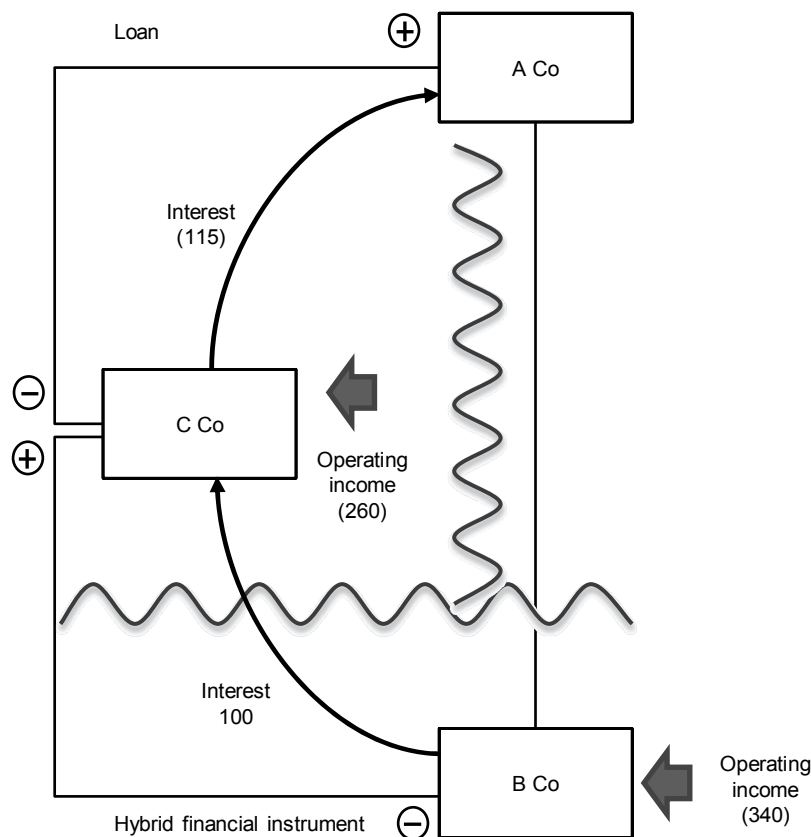 Loan
+
A Co
Interest
(115)
−
C Co
+
Operating
income
(260)
Interest
100
B Co
Operating
income
(340)
Hybrid financial instrument
−